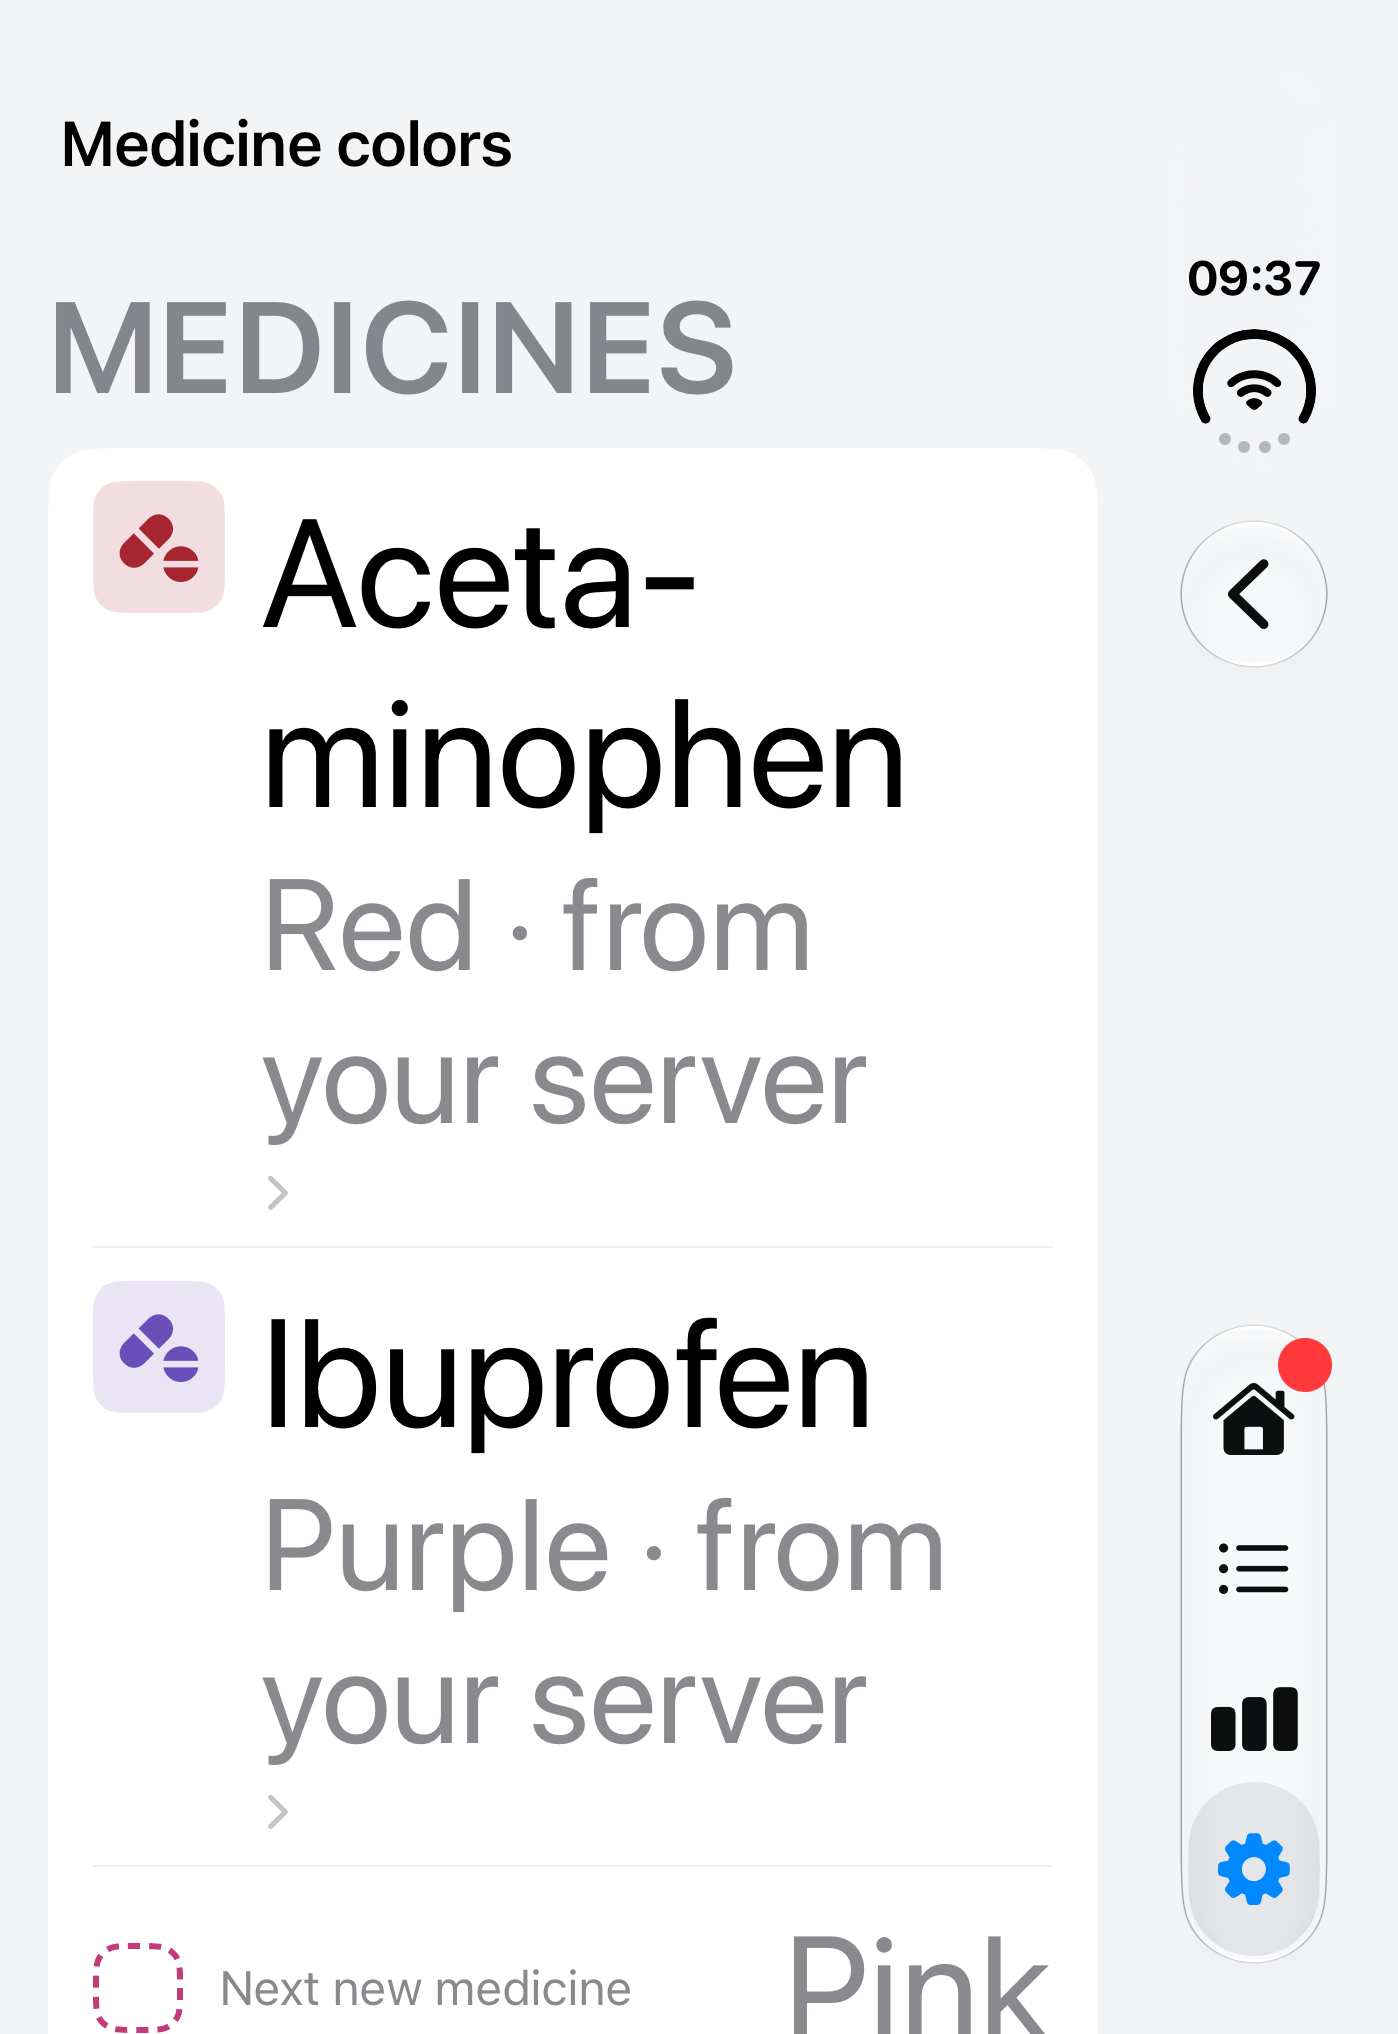 Medicine colors
09:37
MEDICINES
Aceta-
minophen
Red · from
your server
Ibuprofen
Purple · from
your server
Next new medicine
Pink